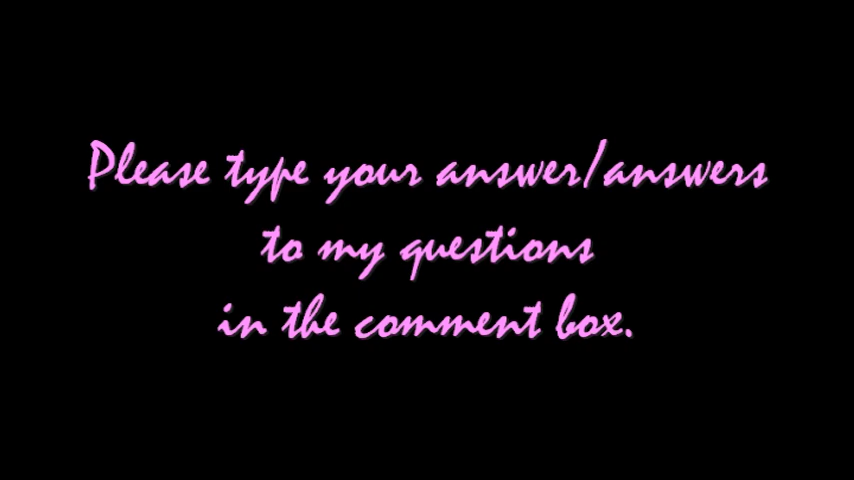 Please type your answer/answers
to my questions
in the comment box.